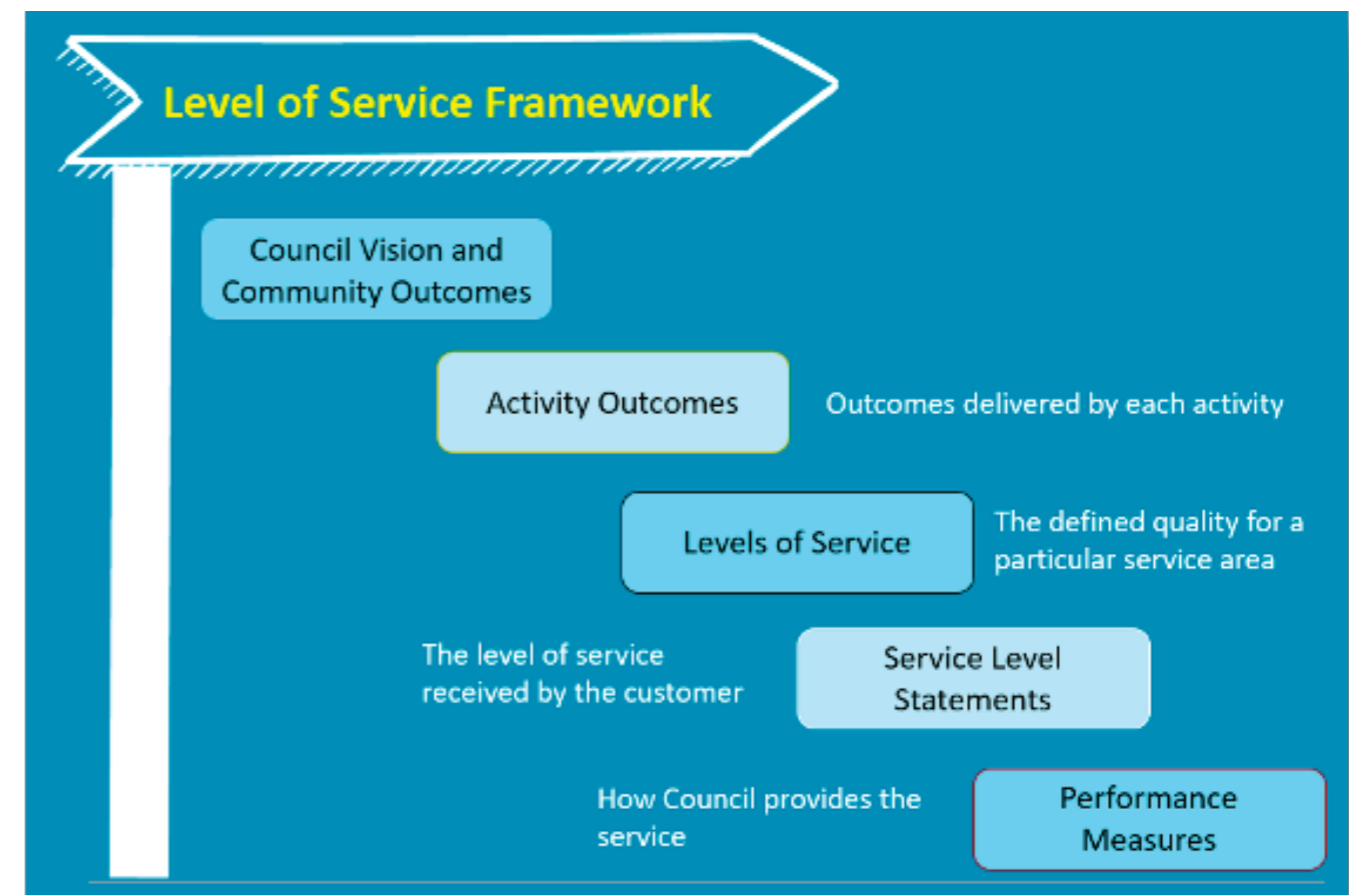 Level of Service Framework
Council Vision and
Community Outcomes
Activity Outcomes
Outcomes delivered by each activity
Levels of Service
The defined quality for a
particular service area
The level of service
received by the customer
Service Level
Statements
How Council provides the
service
Performance
Measures